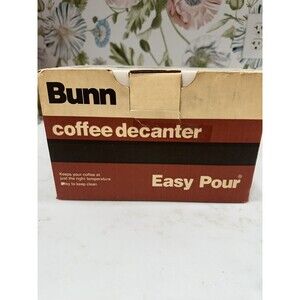 Bunn
coffee decanter
Keeps your coffee at
just the right temperature
Easy to keep clean
Easy Pour®